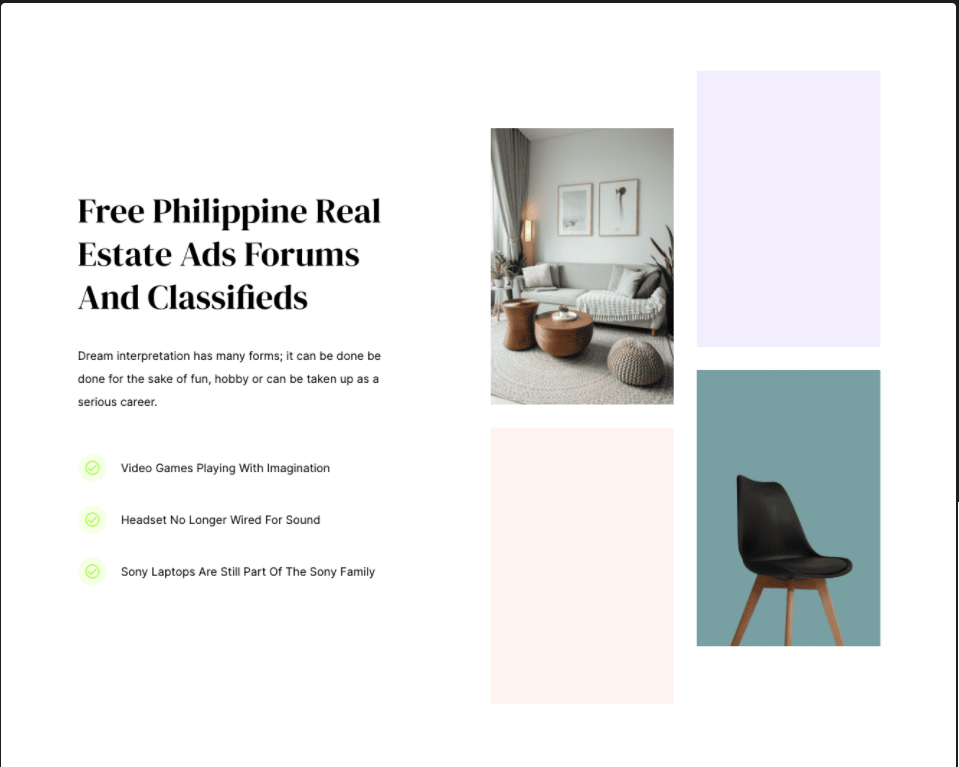 Free Philippine Real
Estate Ads Forums
And Classifieds
Dream interpretation has many forms; it can be done be
done for the sake of fun, hobby or can be taken up as a
serious career.
Video Games Playing With Imagination
Headset No Longer Wired For Sound
Sony Laptops Are Still Part Of The Sony Family